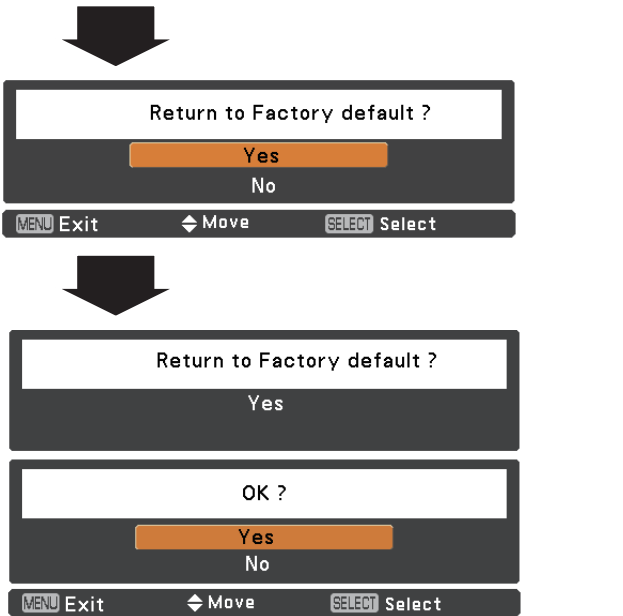 Return to Factory default ?
Yes
No
MENU Exit Move SELECT Select
Return to Factory default ?
Yes
OK ?
Yes
No
MENU Exit Move SELECT Select